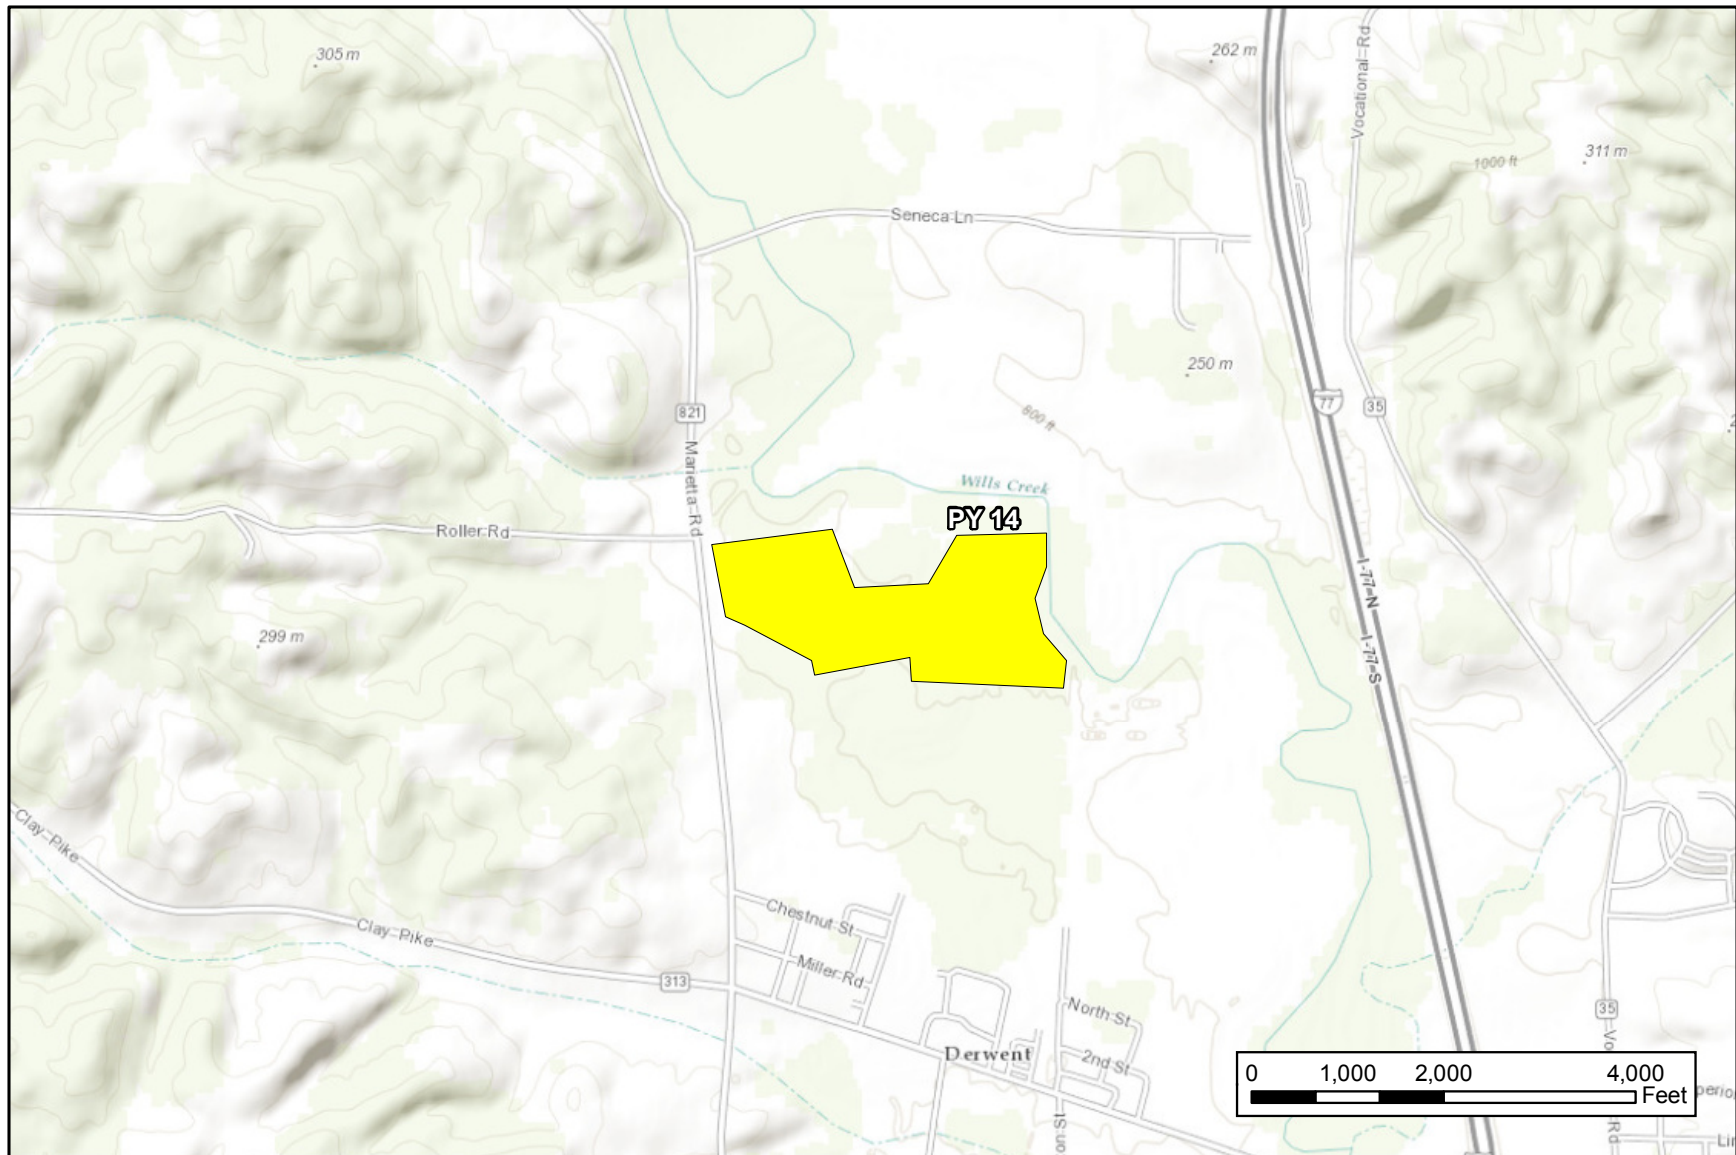 305 m
262 m
Vocational Rd
1000 ft
311 m
Seneca Ln
250 m
821
800 ft
77
35
Marietta Rd
Wills Creek
PY 14
Roller Rd
I-77-N
I-77-S
299 m
Clay Pike
Chestnut St
Clay Pike
Miller Rd
313
North St
35
Derwent
2nd St
0 1,000 2,000 4,000
Feet
Rd